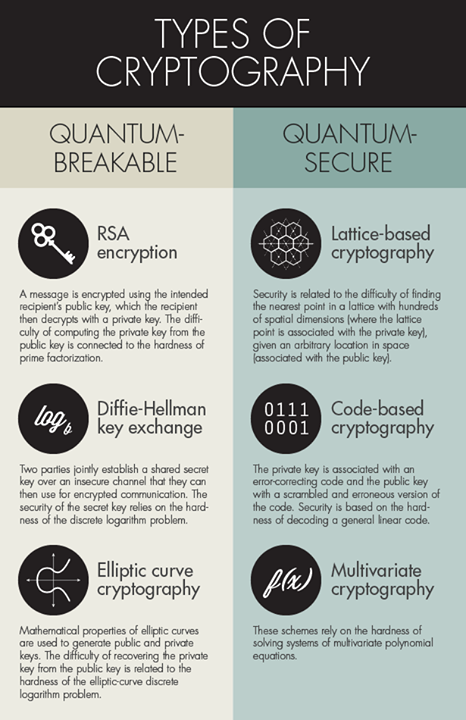 TYPES OF
CRYPTOGRAPHY
QUANTUM-
BREAKABLE
RSA
encryption
A message is encrypted using the intended
recipient's public key, which the recipient
then decrypts with a private key. The diffi-
culty of computing the private key from the
public key is connected to the hardness of
prime factorization.
Diffie-Hellman
key exchange
logb
Two parties jointly establish a shared secret
key over an insecure channel that they can
then use for encrypted communication. The
security of the secret key relies on the hard-
ness of the discrete logarithm problem.
Elliptic curve
cryptography
Mathematical properties of elliptic curves
are used to generate public and private
keys. The difficulty of recovering the private
key from the public key is related to the
hardness of the elliptic-curve discrete
logarithm problem.
QUANTUM-
SECURE
Lattice-based
cryptography
Security is related to the difficulty of finding
the nearest point in a lattice with hundreds
of spatial dimensions (where the lattice
point is associated with the private key),
given an arbitrary location in space
(associated with the public key).
0111
0001
Code-based
cryptography
The private key is associated with an
error-correcting code and the public key
with a scrambled and erroneous version of
the code. Security is based on the hard-
ness of decoding a general linear code.
f(x)
Multivariate
cryptography
These schemes rely on the hardness of
solving systems of multivariate polynomial
equations.